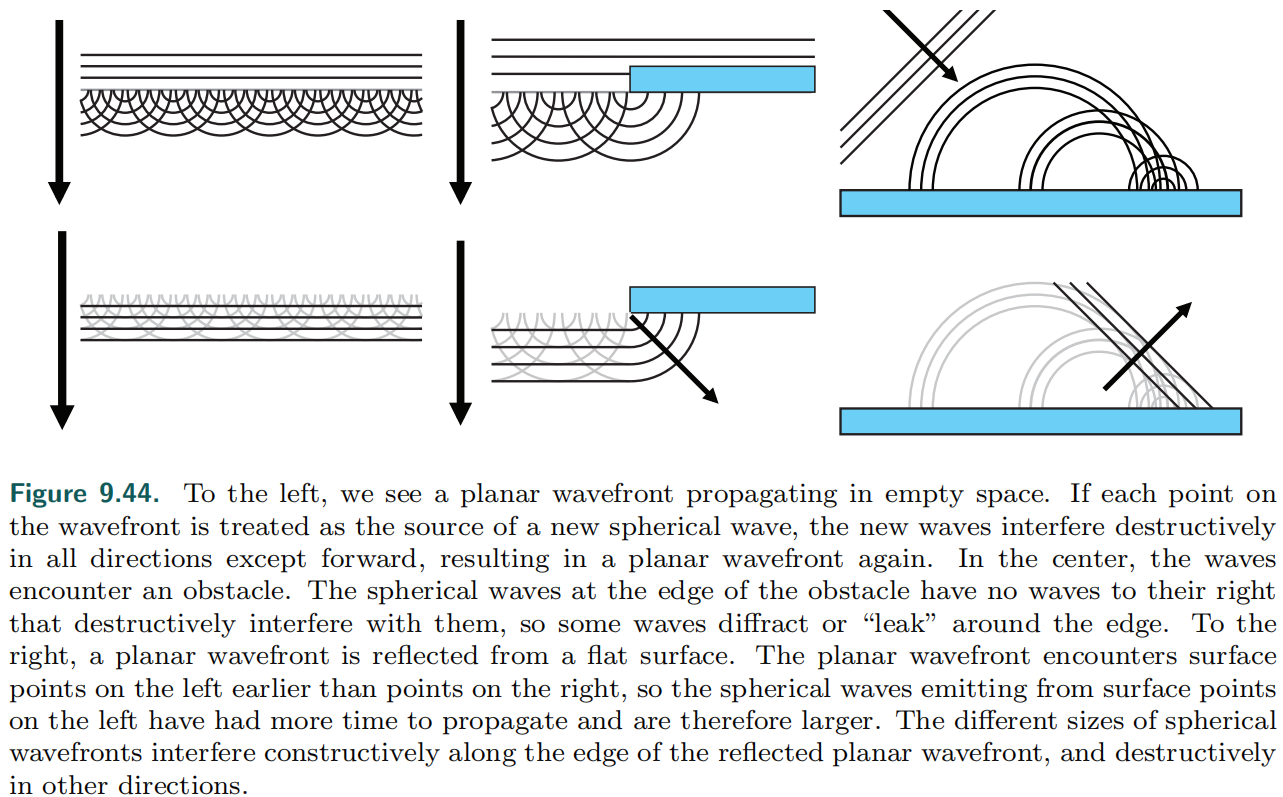 Figure 9.44. To the left, we see a planar wavefront propagating in empty space. If each point on
the wavefront is treated as the source of a new spherical wave, the new waves interfere destructively
in all directions except forward, resulting in a planar wavefront again. In the center, the waves
encounter an obstacle. The spherical waves at the edge of the obstacle have no waves to their right
that destructively interfere with them, so some waves diffract or “leak” around the edge. To the
right, a planar wavefront is reflected from a flat surface. The planar wavefront encounters surface
points on the left earlier than points on the right, so the spherical waves emitting from surface points
on the left have had more time to propagate and are therefore larger. The different sizes of spherical
wavefronts interfere constructively along the edge of the reflected planar wavefront, and destructively
in other directions.